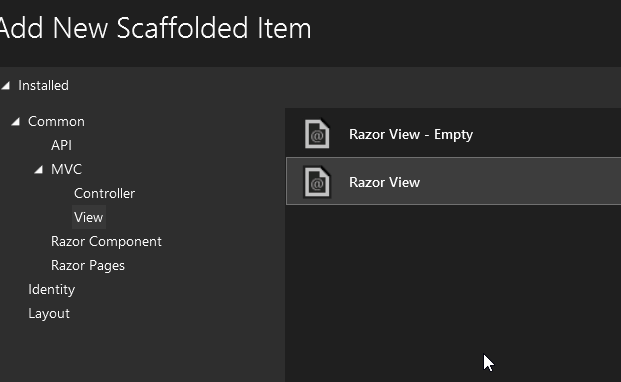 Add New Scaffolded Item
Installed
Common
API
MVC
Controller
View
Razor Component
Razor Pages
Identity
Layout
Razor View - Empty
Razor View